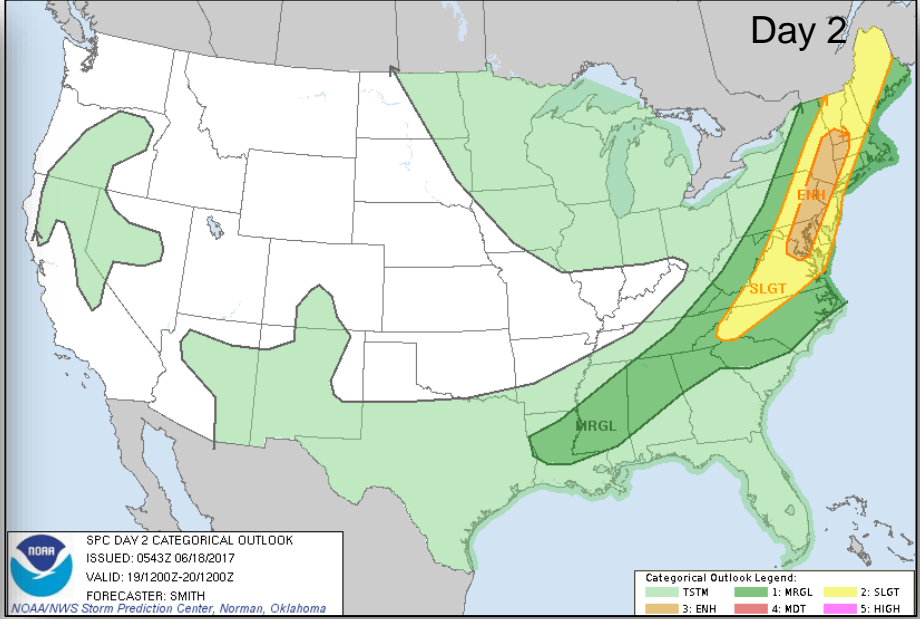 Day 2
ENH
SLGT
MRGL
NOAA
SPC DAY 2 CATEGORICAL OUTLOOK
ISSUED: 0543Z 06/18/2017
VALID: 19/1200Z-20/1200Z
FORECASTER: SMITH
NOAA/NWS Storm Prediction Center, Norman, Oklahoma
Categorical Outlook Legend:
TSTM 1: MRGL 2: SLGT
3: ENH 4: MDT 5: HIGH